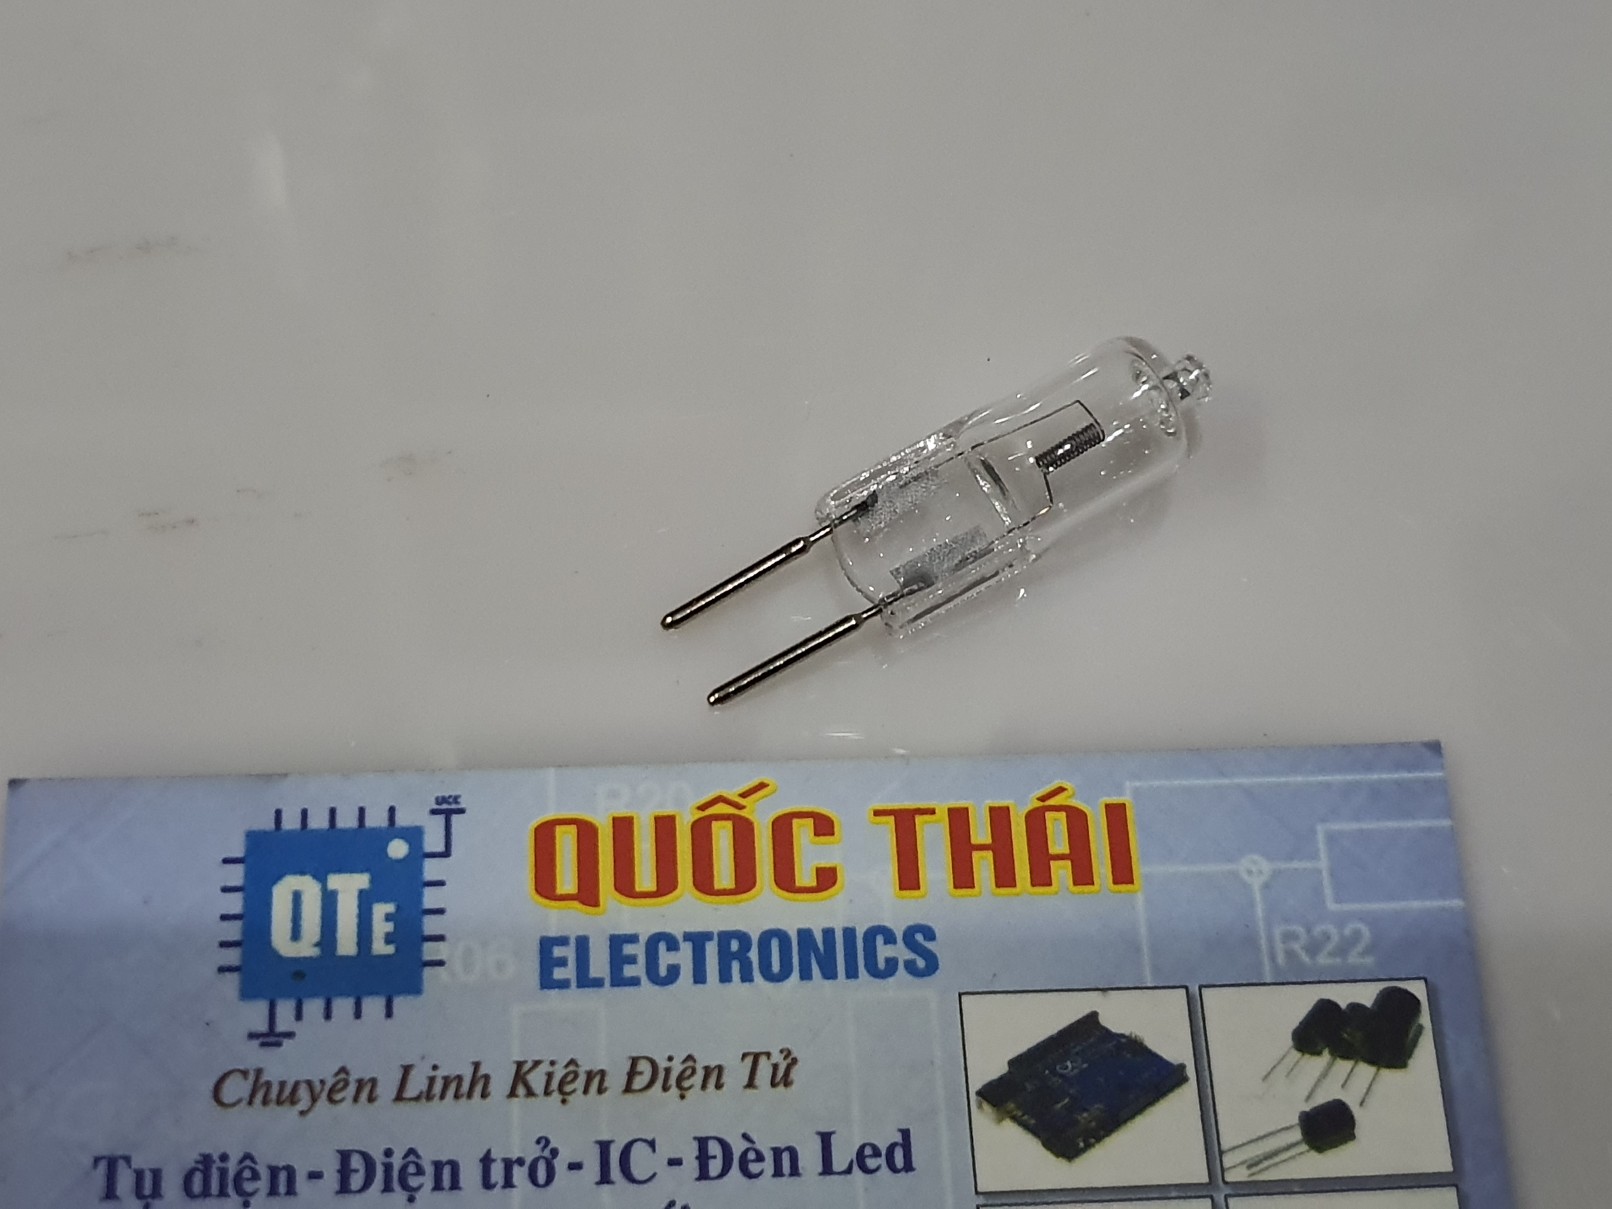 R20
VCC
QUỐC THÁI
QTE
R06
ELECTRONICS
R22
Chuyên Linh Kiện Điện Tử
Tụ điện-Điện trở-IC-Đèn Led